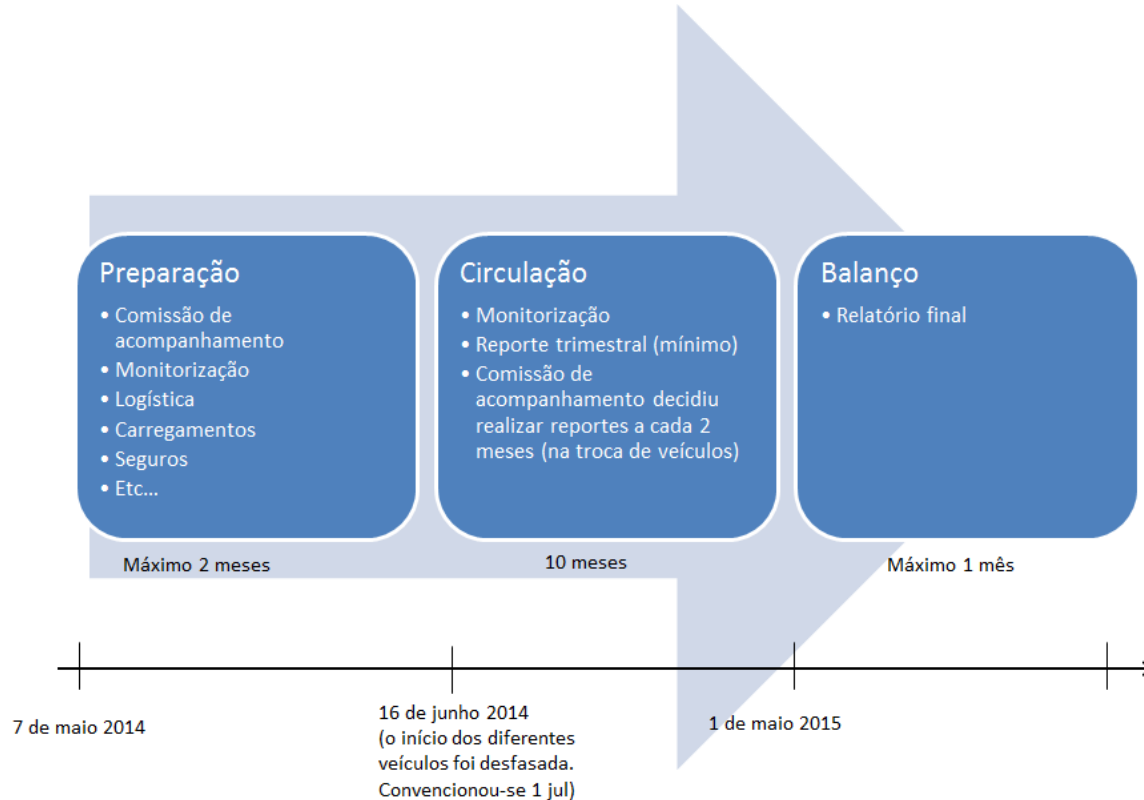 Preparação
• Comissão de
acompanhamento
• Monitorização
• Logística
• Carregamentos
• Seguros
• Etc...
Circulação
• Monitorização
• Reporte trimestral (mínimo)
• Comissão de
acompanhamento decidiu
realizar reportes a cada 2
meses (na troca de veículos)
Balanço
• Relatório final
Máximo 2 meses
10 meses
Máximo 1 mês
7 de maio 2014
16 de junho 2014
(o início dos diferentes
veículos foi desfasada.
Convencionou-se 1 jul)
1 de maio 2015